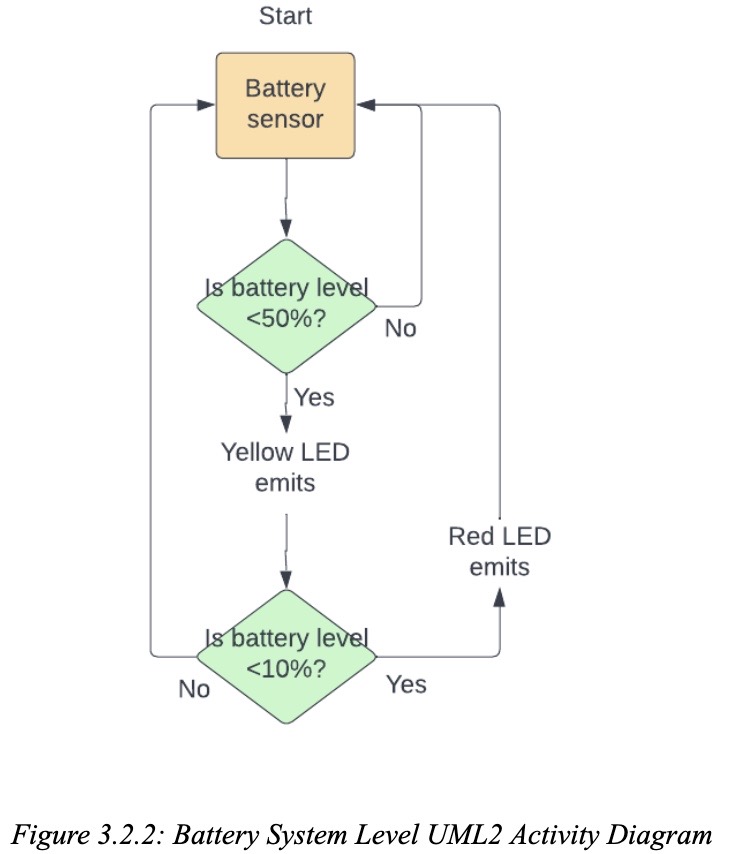 Start
Battery
sensor
Is battery level
<50%?
No
Yes
Yellow LED
emits
Red LED
emits
Is battery level
<10%?
No
Yes
Figure 3.2.2: Battery System Level UML2 Activity Diagram